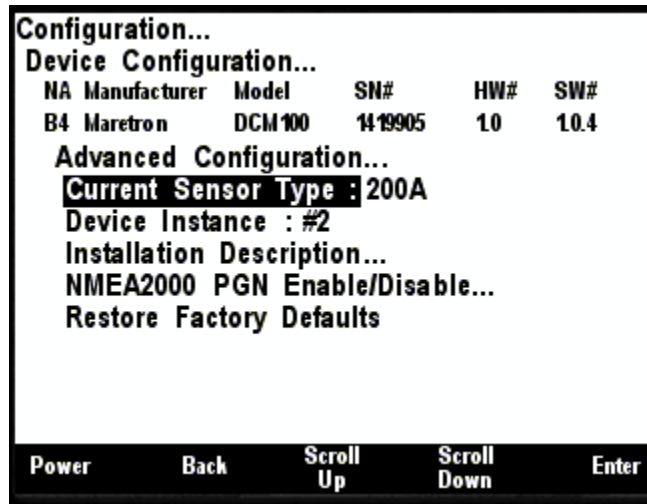 Configuration...
Device Configuration...
NA Manufacturer Model SN# HW# SW#
B4 Maretron DCM100 1419905 1.0 1.0.4
Advanced Configuration...
Current Sensor Type : 200A
Device Instance : #2
Installation Description...
NMEA2000 PGN Enable/Disable...
Restore Factory Defaults
Power Back Scroll Up Scroll Down Enter